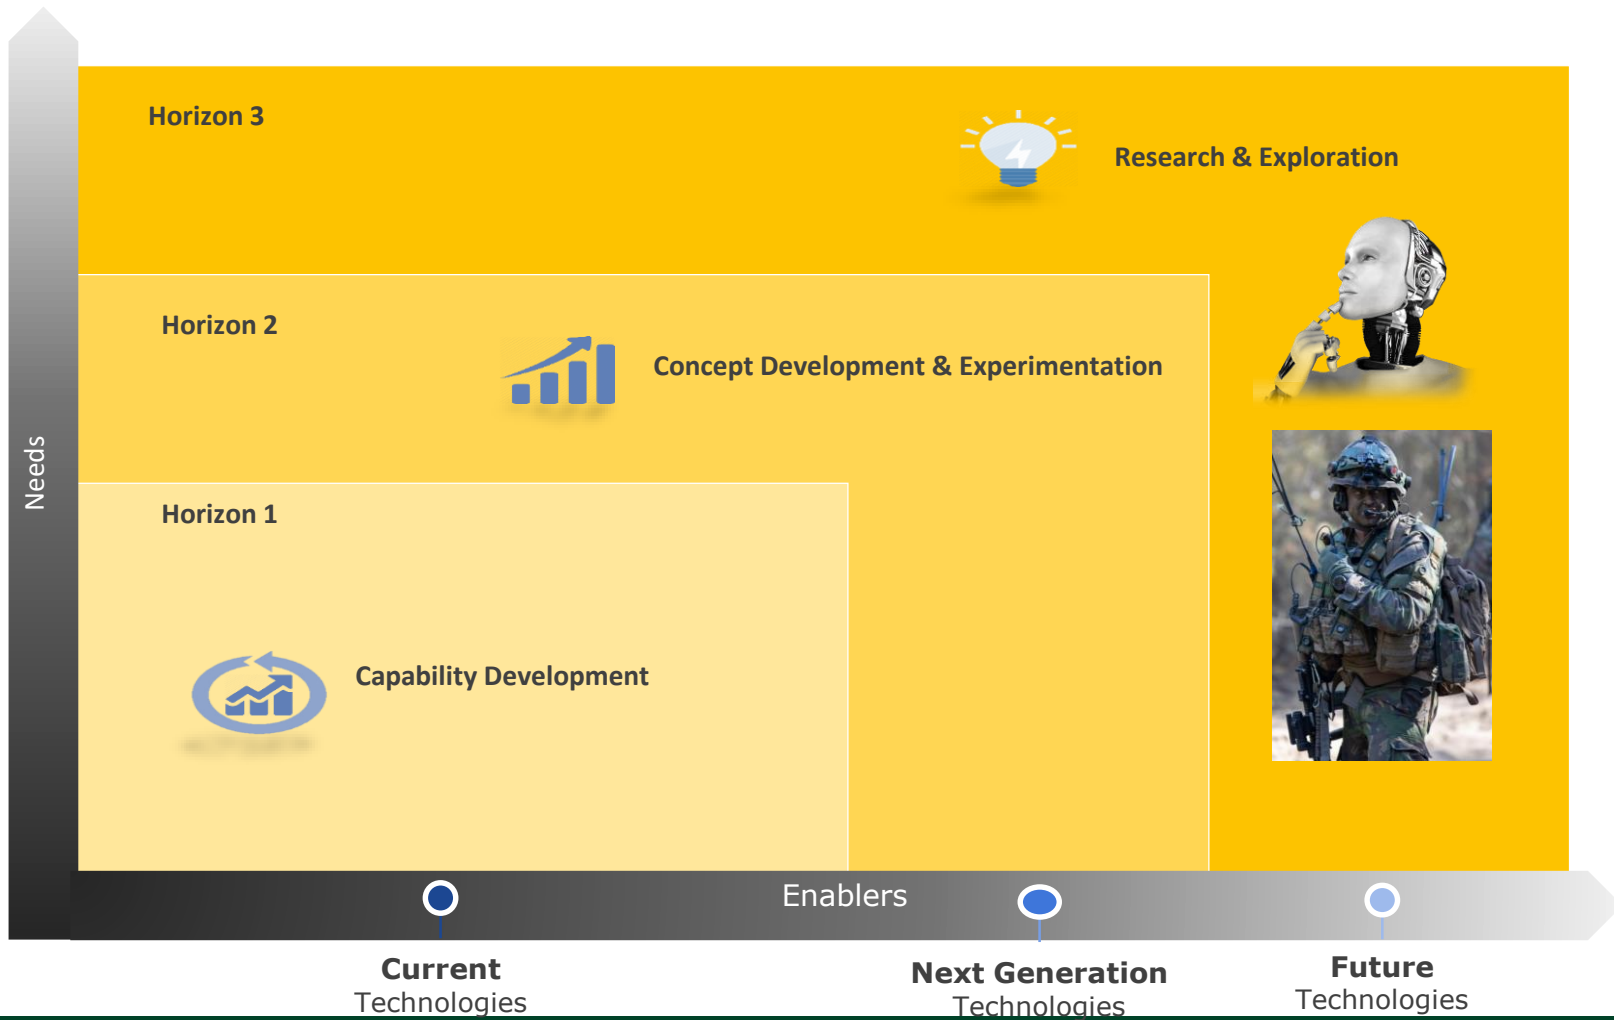 Horizon 3
Research & Exploration
Horizon 2
Concept Development & Experimentation
Needs
Horizon 1
Capability Development
Enablers
Current
Technologies
Next Generation
Technologies
Future
Technologies